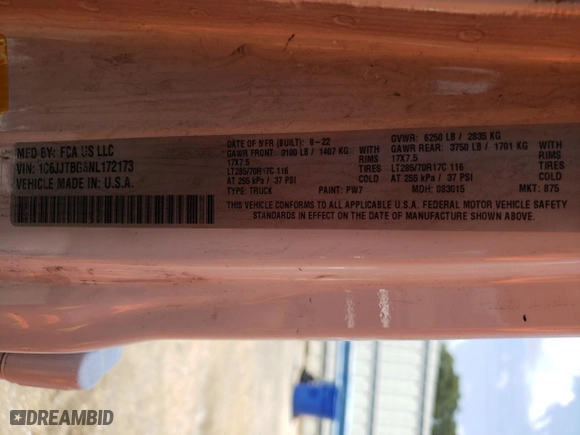 MFD BY: FCA US LLC
VIN: 1C6JJTBG5NL172173
VEHICLE MADE IN: U.S.A.
DATE OF MFR (BUILT): 8-22
GAWR FRONT: 3100 LB / 1407 KG
17X7.5
LT285/70R17C 116
AT 255 kPa / 37 PSI
TYPE: TRUCK
WITH
RIMS
TIRES
COLD
PAINT: PW7
GVWR: 6250 LB / 2835 KG
GAWR REAR: 3750 LB / 1701 KG
17X7.5
LT285/70R17C 116
AT 255 kPa / 37 PSI
MDH: 083015
WITH
RIMS
TIRES
COLD
MKT: 875
THIS VEHICLE CONFORMS TO ALL APPLICABLE U.S.A. FEDERAL MOTOR VEHICLE SAFETY
STANDARDS IN EFFECT ON THE DATE OF MANUFACTURE SHOWN ABOVE.
DREAMBID